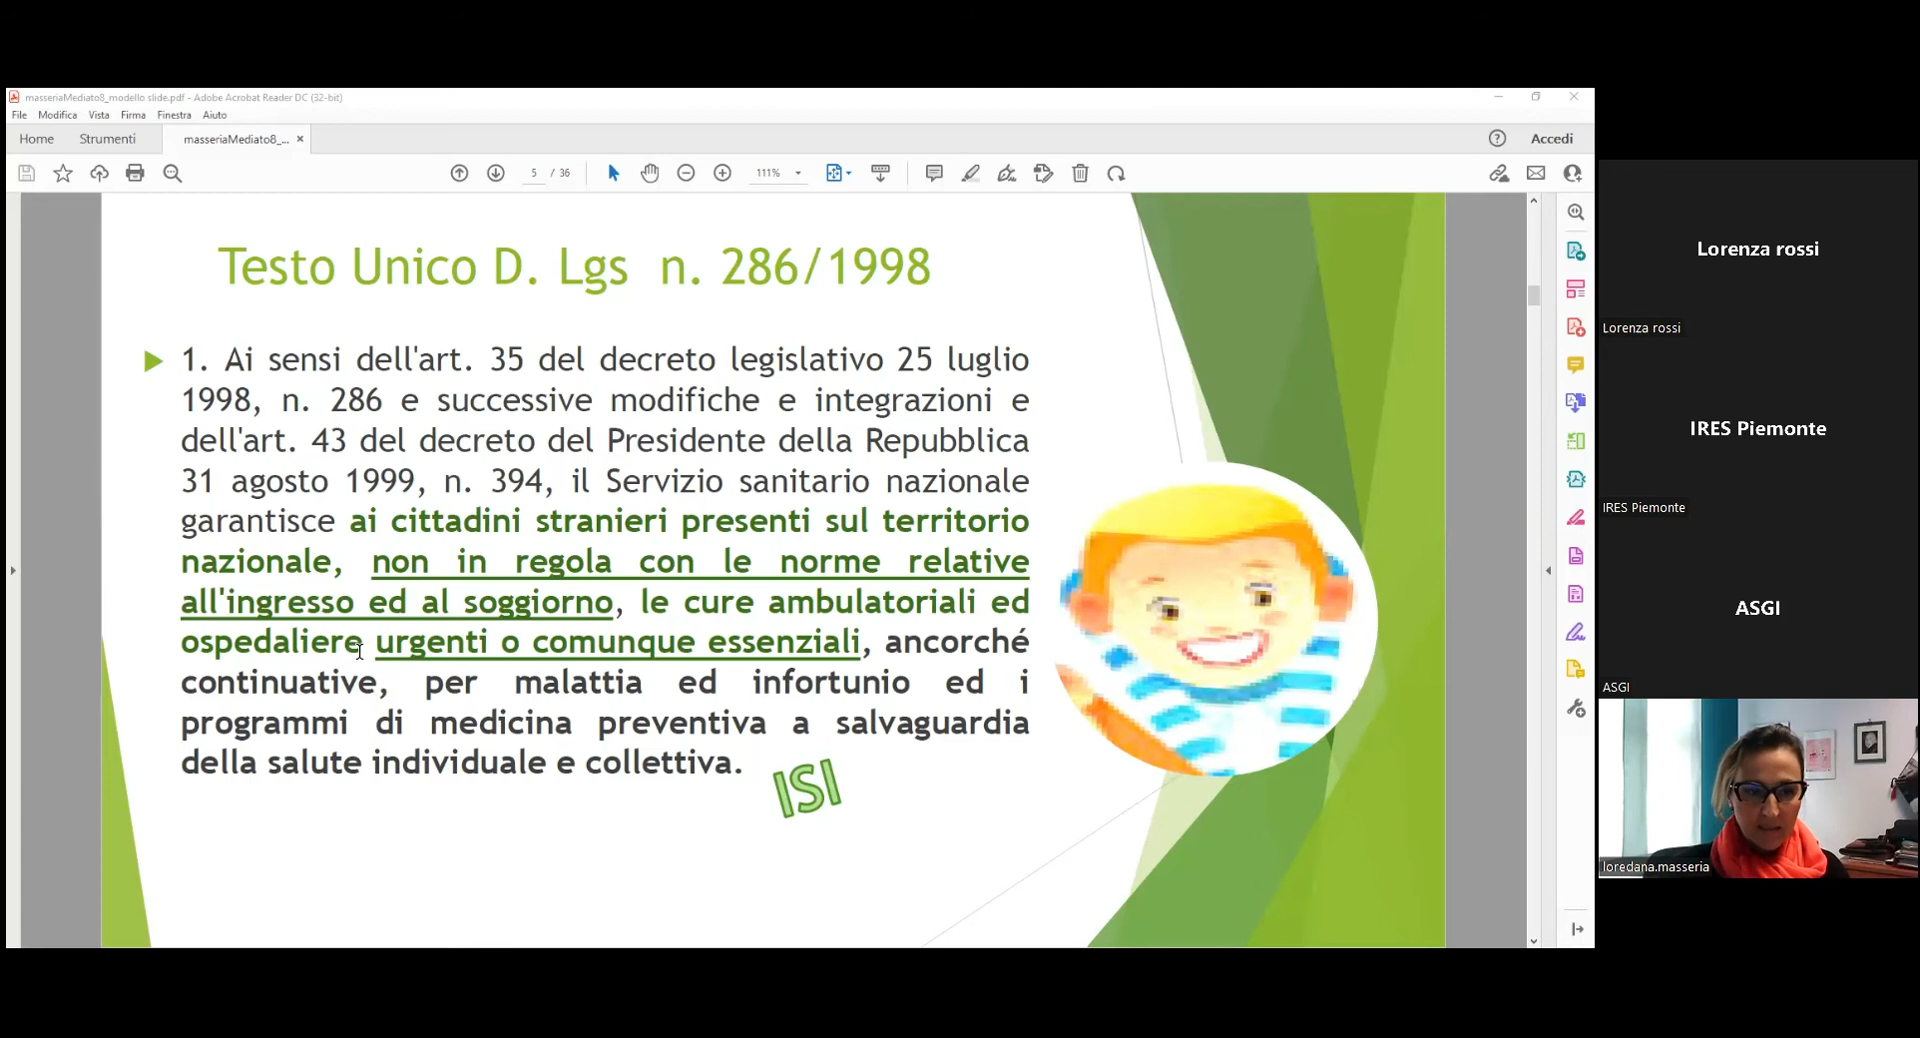 masseriaMediato8_modello slide.pdf - Adobe Acrobat Reader DC (32-bit)
File Modifica Vista Firma Finestra Aiuto
Home Strumenti masseriaMediato8_... × Accedi
5 / 36 111%
Testo Unico D. Lgs n. 286/1998
1. Ai sensi dell'art. 35 del decreto legislativo 25 luglio
1998, n. 286 e successive modifiche e integrazioni e
dell'art. 43 del decreto del Presidente della Repubblica
31 agosto 1999, n. 394, il Servizio sanitario nazionale
garantisce ai cittadini stranieri presenti sul territorio
nazionale, non in regola con le norme relative
all'ingresso ed al soggiorno, le cure ambulatoriali ed
ospedaliere urgenti o comunque essenziali, ancorché
continuative, per malattia ed infortunio ed i
programmi di medicina preventiva a salvaguardia
della salute individuale e collettiva.
ISI
Lorenza rossi
Lorenza rossi
IRES Piemonte
IRES Piemonte
ASGI
ASGI
loredana.masseria